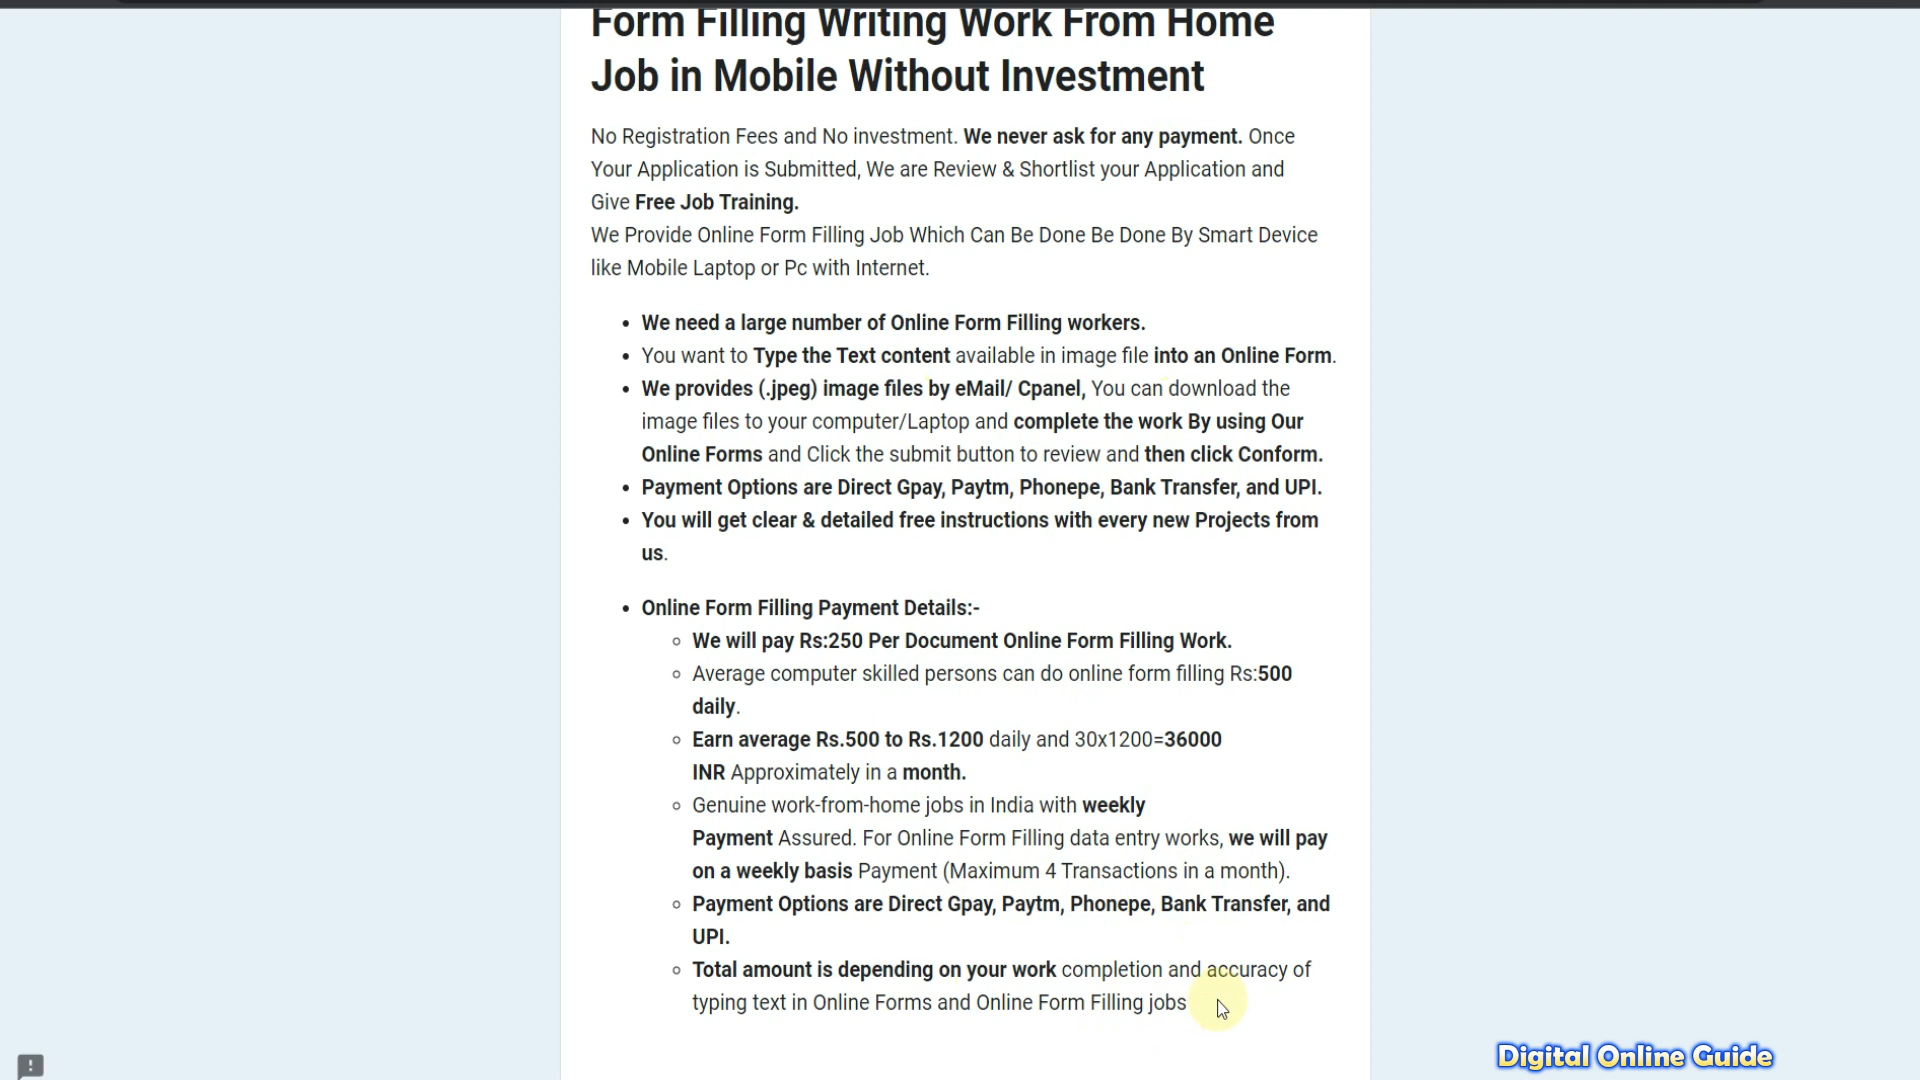 Form Filling Writing Work From Home
Job in Mobile Without Investment
No Registration Fees and No investment. We never ask for any payment. Once
Your Application is Submitted, We are Review & Shortlist your Application and
Give Free Job Training.
We Provide Online Form Filling Job Which Can Be Done Be Done By Smart Device
like Mobile Laptop or Pc with Internet.
• We need a large number of Online Form Filling workers.
• You want to Type the Text content available in image file into an Online Form.
• We provides (.jpeg) image files by eMail/ Cpanel, You can download the
image files to your computer/Laptop and complete the work By using Our
Online Forms and Click the submit button to review and then click Conform.
• Payment Options are Direct Gpay, Paytm, Phonepe, Bank Transfer, and UPI.
• You will get clear & detailed free instructions with every new Projects from
us.
• Online Form Filling Payment Details:-
◦ We will pay Rs:250 Per Document Online Form Filling Work.
◦ Average computer skilled persons can do online form filling Rs:500
daily.
◦ Earn average Rs.500 to Rs.1200 daily and 30x1200=36000
INR Approximately in a month.
◦ Genuine work-from-home jobs in India with weekly
Payment Assured. For Online Form Filling data entry works, we will pay
on a weekly basis Payment (Maximum 4 Transactions in a month).
◦ Payment Options are Direct Gpay, Paytm, Phonepe, Bank Transfer, and
UPI.
◦ Total amount is depending on your work completion and accuracy of
typing text in Online Forms and Online Form Filling jobs
Digital Online Guide